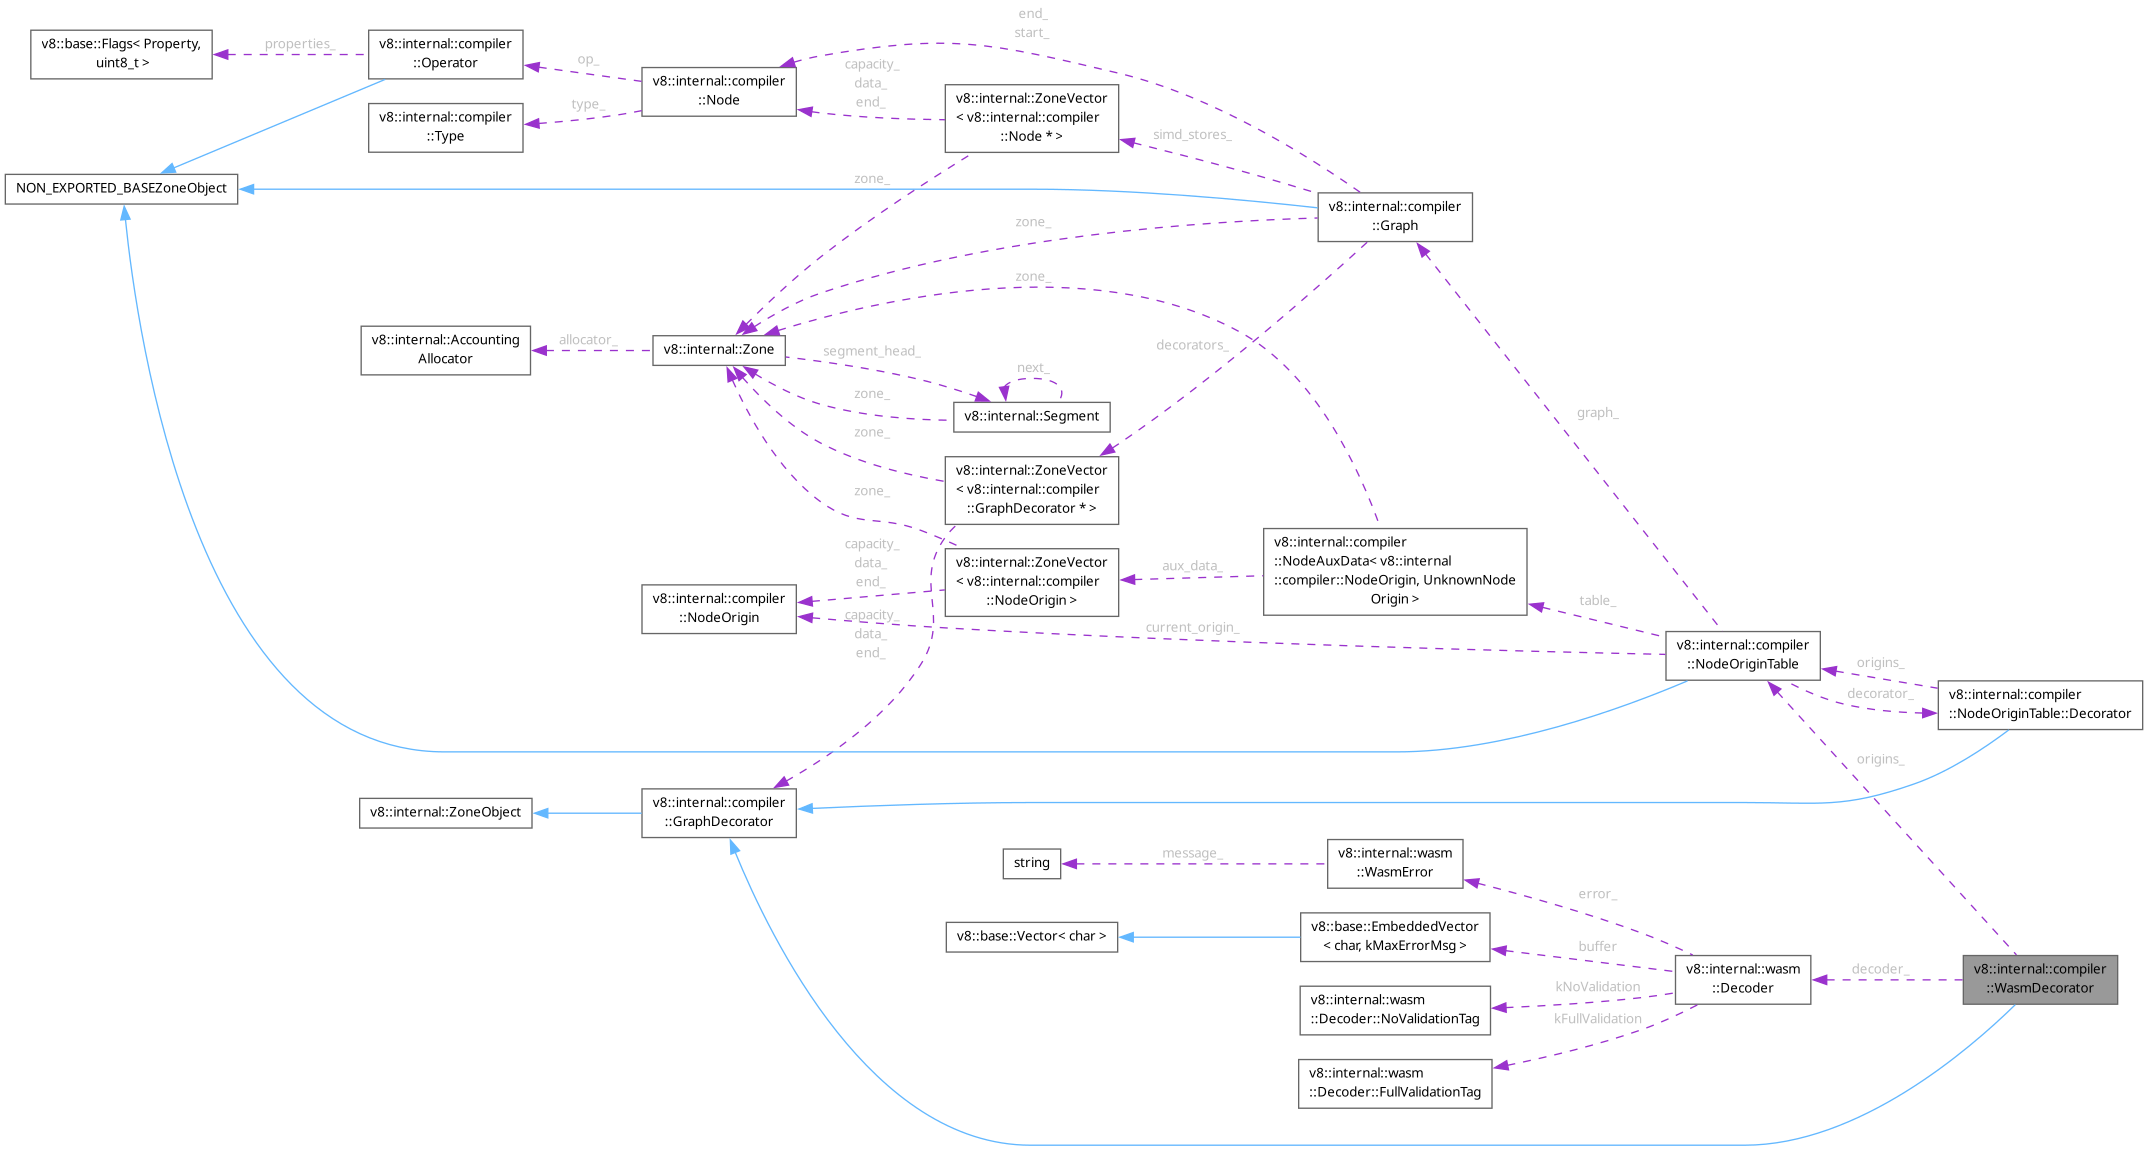 end_
start_
v8::base::Flags< Property,
uint8_t >
properties_
v8::internal::compiler
::Operator
op_
type_
v8::internal::compiler
::Type
v8::internal::compiler
::Node
capacity_
data_
end_
v8::internal::ZoneVector
< v8::internal::compiler
::Node * >
simd_stores_
NON_EXPORTED_BASEZoneObject
zone_
zone_
v8::internal::compiler
::Graph
zone_
v8::internal::Accounting
Allocator
allocator_
v8::internal::Zone
segment_head_
next_
decorators_
zone_
v8::internal::Segment
graph_
zone_
v8::internal::ZoneVector
< v8::internal::compiler
::GraphDecorator * >
zone_
capacity_
data_
end_
v8::internal::ZoneVector
< v8::internal::compiler
::NodeOrigin >
aux_data_
v8::internal::compiler
::NodeAuxData< v8::internal
::compiler::NodeOrigin, UnknownNode
Origin >
v8::internal::compiler
::NodeOrigin
capacity_
data_
end_
current_origin_
table_
v8::internal::compiler
::NodeOriginTable
origins_
decorator_
v8::internal::compiler
::NodeOriginTable::Decorator
origins_
v8::internal::ZoneObject
v8::internal::compiler
::GraphDecorator
string
message_
v8::internal::wasm
::WasmError
error_
v8::base::Vector< char >
v8::base::EmbeddedVector
< char, kMaxErrorMsg >
buffer
kNoValidation
v8::internal::wasm
::Decoder::NoValidationTag
kFullValidation
v8::internal::wasm
::Decoder::FullValidationTag
v8::internal::wasm
::Decoder
decoder_
v8::internal::compiler
::WasmDecorator